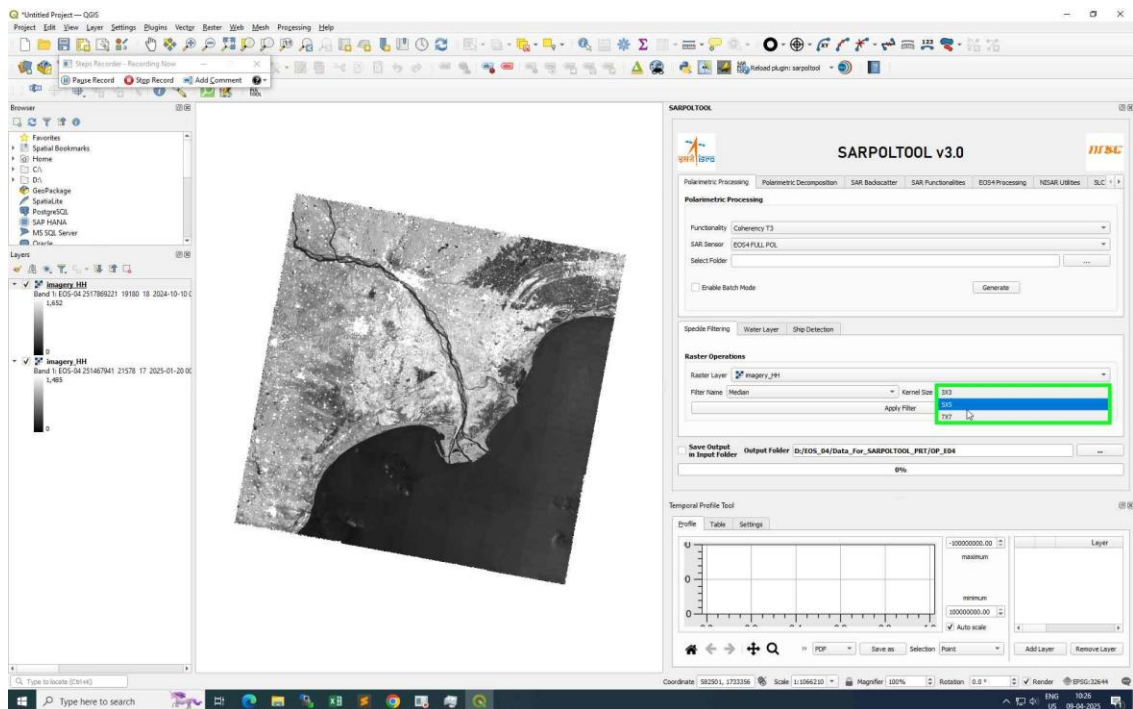 *Untitled Project — QGIS
Project Edit View Layer Settings Plugins Vector Raster Web Mesh Processing Help
Steps Recorder - Recording Now
Reload plugin: sarpoltool
Pause Record Stop Record Add Comment
Browser
Favorites
Spatial Bookmarks
Home
C:\
D:\
GeoPackage
SpatiaLite
PostgreSQL
SAP HANA
MS SQL Server
Oracle
Layers
imagery_HH
Band 1: EOS-04 2517869221 19180 18 2024-10-10
1,652
0
imagery_HH
Band 1: EOS-04 251467941 21578 17 2025-01-20
1,485
0
SARPOLTOOL
इसरो isro
SARPOLTOOL v3.0
nrsc
Polarimetric Processing Polarimetric Decomposition SAR Backscatter SAR Functionalities EOS4 Processing NISAR Utilities SLC
Polarimetric Processing
Functionality Coherency T3
SAR Sensor EOS4 FULL POL
Select Folder ...
Enable Batch Mode Generate
Speckle Filtering Water Layer Ship Detection
Raster Operations
Raster Layer imagery_HH
Filter Name Median Kernel Size 3X3
5X5
Apply Filter
7X7
Save Output in Input Folder Output Folder D:/EOS_04/Data_For_SARPOLTOOL_PRT/OP_E04 ...
0%
Temporal Profile Tool
Profile Table Settings
-100000000.00
maximum
minimum
100000000.00
Auto scale
Layer
PDF Save as Selection Point Add Layer Remove Layer
Type to locate (Ctrl+K)
Coordinate 582501, 1733356 Scale 1:1066210 Magnifier 100% Rotation 0.0 ° Render EPSG:32644
Type here to search
ENG 10:26
US 09-04-2025